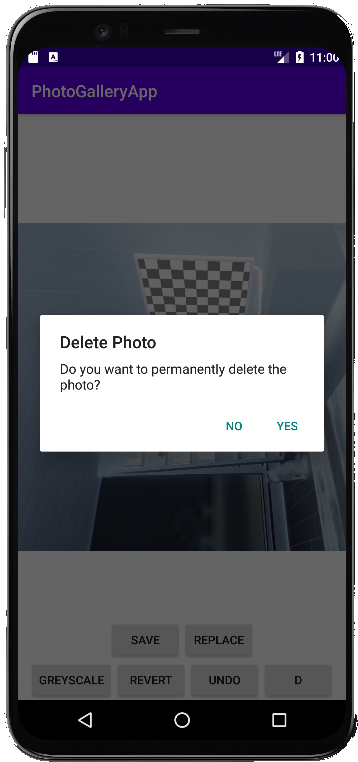 LTE 11:00
PhotoGalleryApp
Delete Photo
Do you want to permanently delete the
photo?
NO YES
SAVE REPLACE
GREYSCALE REVERT UNDO D